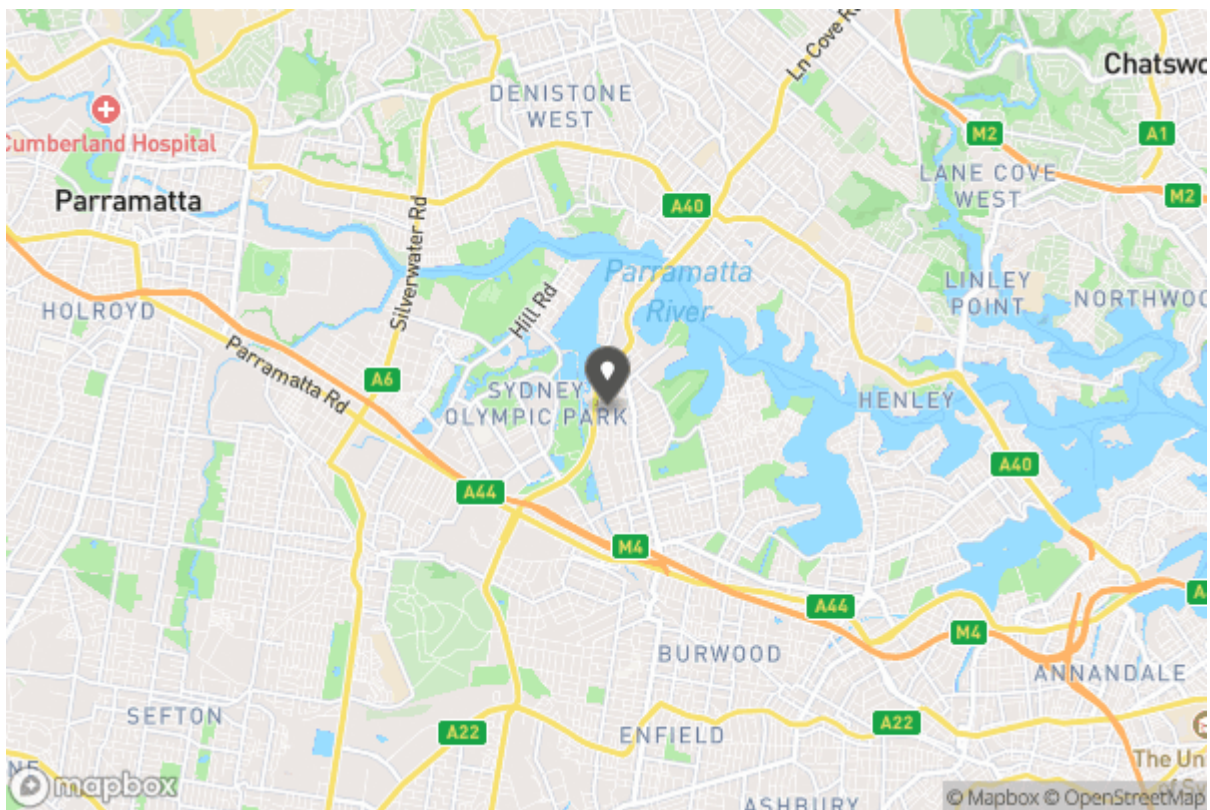 Ln Cove Rd
Chatswo
DENISTONE
WEST
Cumberland Hospital
M2
A1
LANE COVE
WEST
M2
Parramatta
A40
Silverwater Rd
Parramatta
River
Hill Rd
LINLEY
POINT
NORTHWOO
HOLROYD
Parramatta Rd
A6
SYDNEY
OLYMPIC PARK
HENLEY
A44
A40
M4
A44
M4
BURWOOD
ANNANDALE
SEFTON
A22
ENFIELD
A22
The Un
mapbox
ASHBURY
© Mapbox © OpenStreetMap